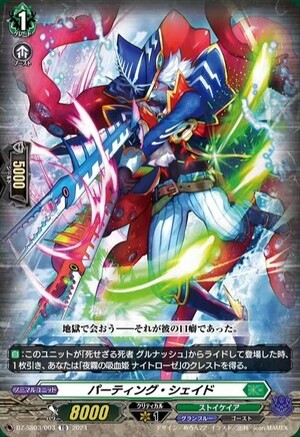 1
グレード
ブースト
5000
地獄で会おう――それが彼の口癖であった。
自:このユニットが「死せざる死者 グルナッシュ」からライドして登場した時、
1枚引き、あなたは「夜霧の吸血姫 ナイトローゼ」のクレストを得る。
ノーマルユニット
パーティング・シェイド
パワー
8000
クリティカル
1
ストイケイア
グランブルー
ゴースト
DZ-SS03/003
2024